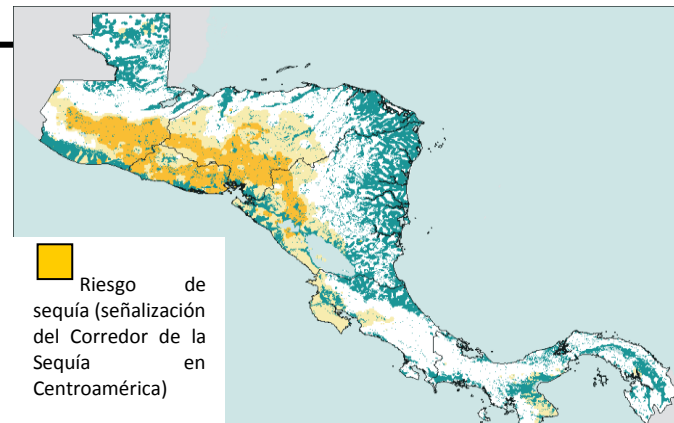 Riesgo de
sequía (señalización
del Corredor de la
Sequía en
Centroamérica)